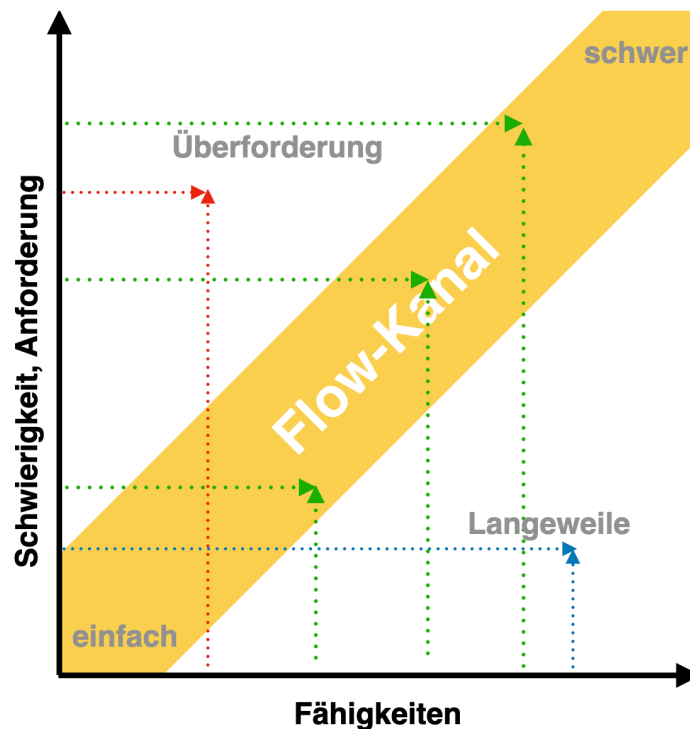 schwer
Überforderung
Schwierigkeit, Anforderung
Flow-Kanal
Langeweile
einfach
Fähigkeiten